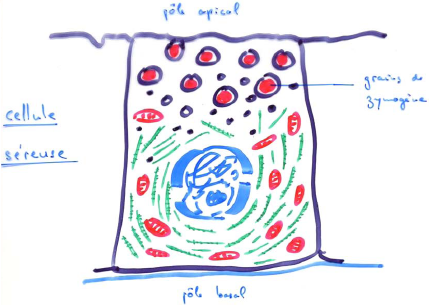 pôle apical
grains de
zymogène
cellule
séreuse
pôle basal